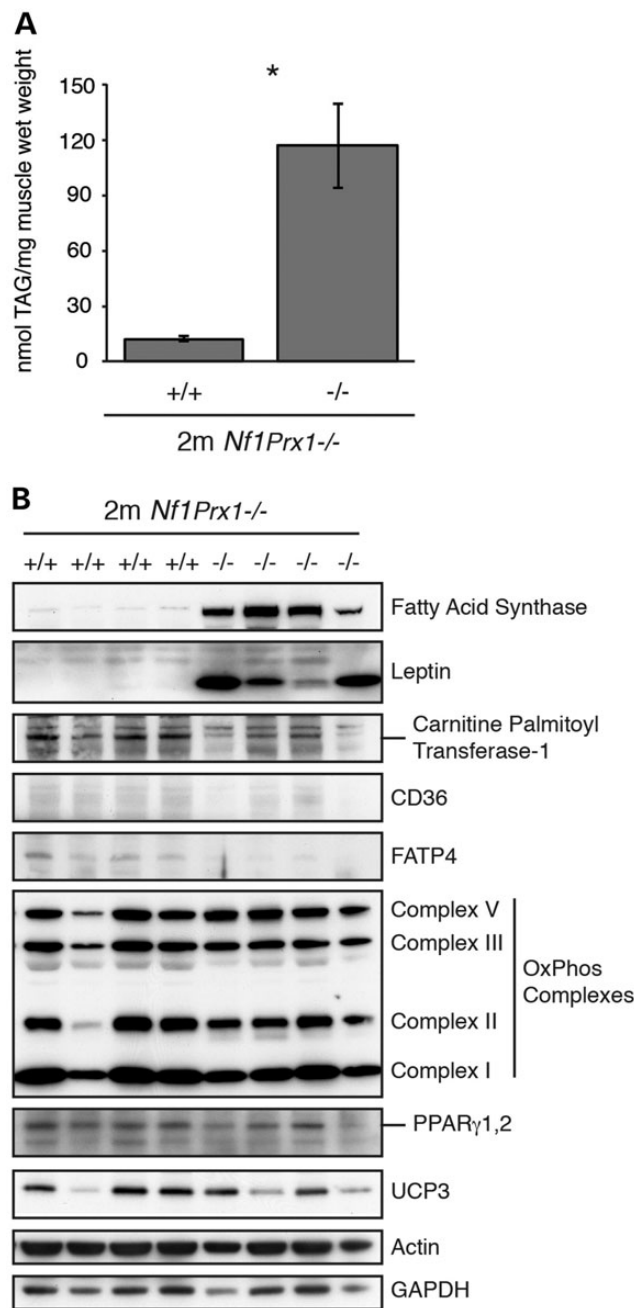 A
nmol TAG/mg muscle wet weight
150
120
90
60
30
0
*
+/+ -/-
2m Nf1Prx1-/-
B
2m Nf1Prx1-/-
+/+ +/+ +/+ +/+ -/- -/- -/- -/-
Fatty Acid Synthase
Leptin
Carnitine Palmitoyl
Transferase-1
CD36
FATP4
Complex V
Complex III
Complex II
Complex I
OxPhos
Complexes
PPARγ1,2
UCP3
Actin
GAPDH